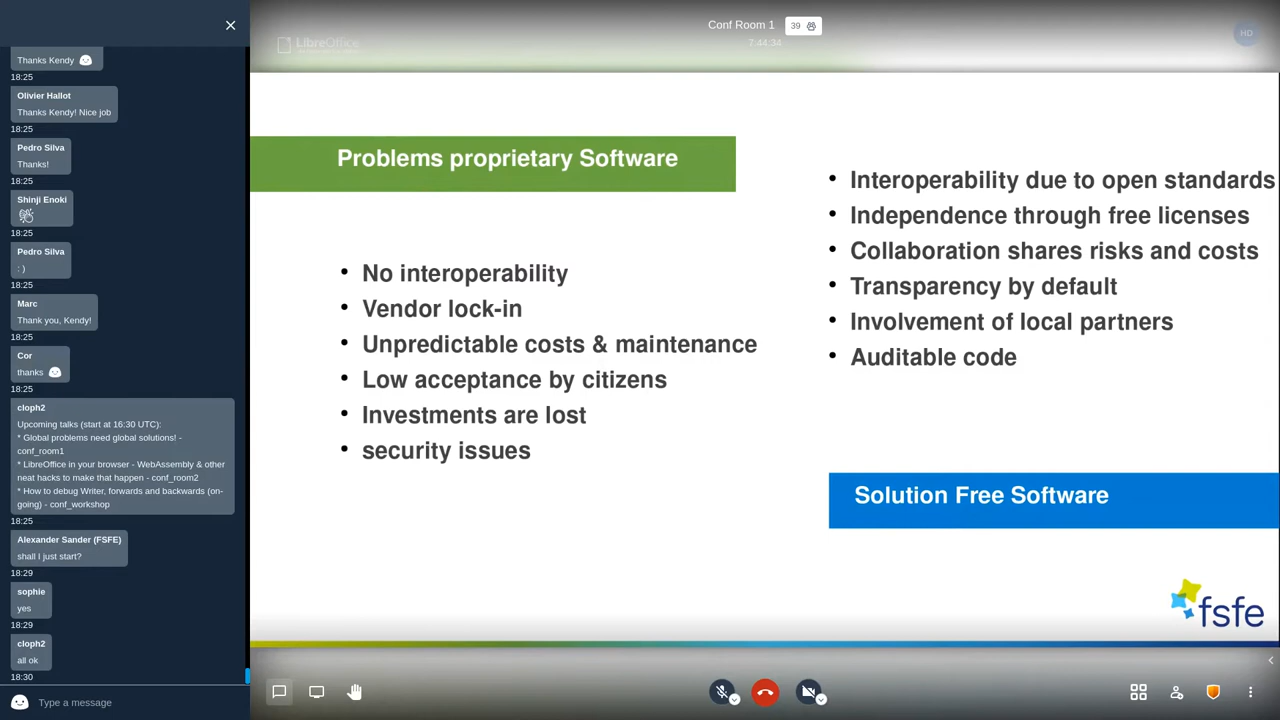 Thanks Kendy
18:25
Olivier Hallot
Thanks Kendy! Nice job
18:25
Pedro Silva
Thanks!
18:25
Shinji Enoki
18:25
Pedro Silva
: )
18:25
Marc
Thank you, Kendy!
18:25
Cor
thanks
18:25
cloph2
Upcoming talks (start at 16:30 UTC):
* Global problems need global solutions! -
conf_room1
* LibreOffice in your browser - WebAssembly & other
neat hacks to make that happen - conf_room2
* How to debug Writer, forwards and backwards (on-
going) - conf_workshop
18:25
Alexander Sander (FSFE)
shall I just start?
18:29
sophie
yes
18:29
cloph2
all ok
18:30
Type a message
Conf Room 1
39
7:44:34
LibreOffice
HD
Problems proprietary Software
• No interoperability
• Vendor lock-in
• Unpredictable costs & maintenance
• Low acceptance by citizens
• Investments are lost
• security issues
• Interoperability due to open standards
• Independence through free licenses
• Collaboration shares risks and costs
• Transparency by default
• Involvement of local partners
• Auditable code
Solution Free Software
fsfe